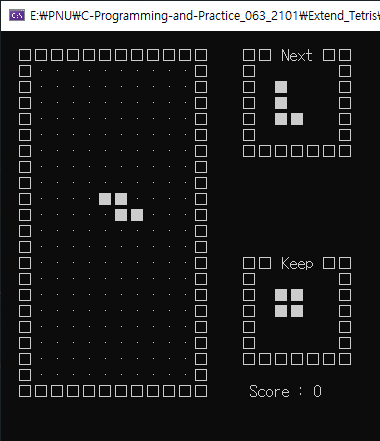 E:₩PNU₩C-Programming-and-Practice_063_2101₩Extend_Tetris₩
Next
Keep
Score : 0